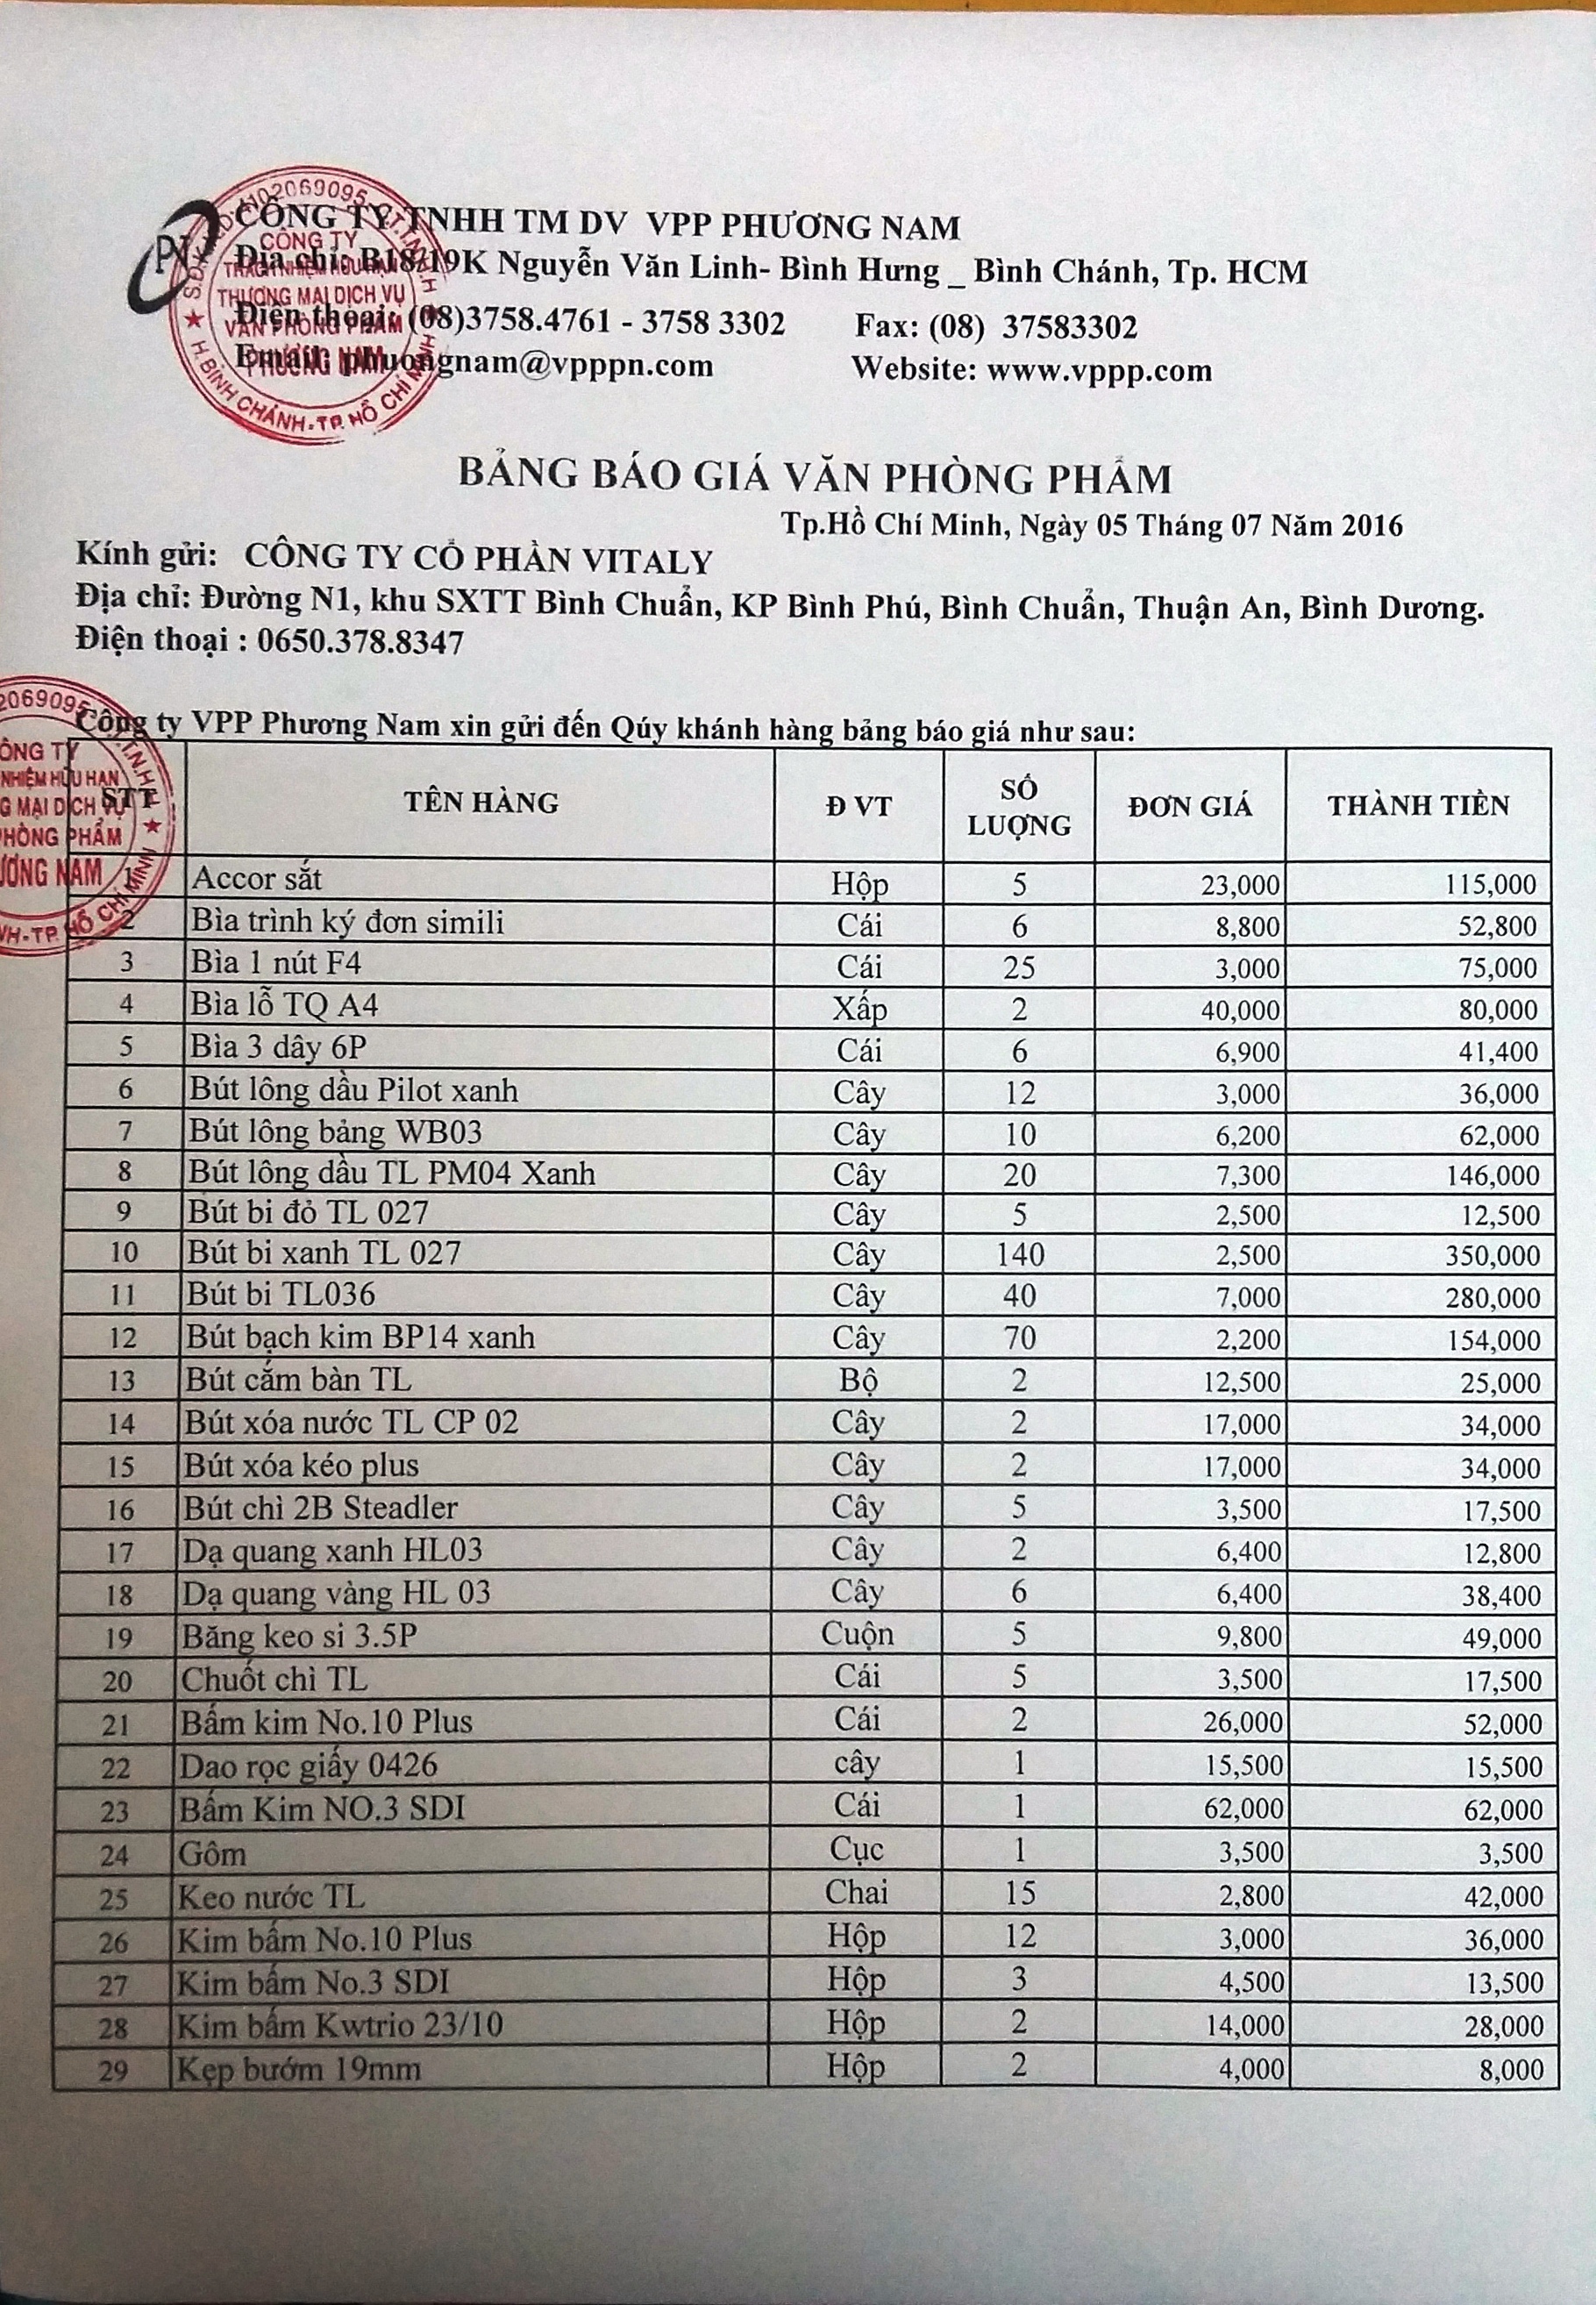 CÔNG TY TNHH TM DV VPP PHƯƠNG NAM
Địa chỉ: B18/19K Nguyễn Văn Linh- Bình Hưng _ Bình Chánh, Tp. HCM
Điện thoại: (08)3758.4761 - 3758 3302 Fax: (08) 37583302
Email: phuongnam@vpppn.com Website: www.vppp.com
BẢNG BÁO GIÁ VĂN PHÒNG PHẨM
Tp.Hồ Chí Minh, Ngày 05 Tháng 07 Năm 2016
Kính gửi: CÔNG TY CỔ PHẦN VITALY
Địa chỉ: Đường N1, khu SXTT Bình Chuẩn, KP Bình Phú, Bình Chuẩn, Thuận An, Bình Dương.
Điện thoại : 0650.378.8347
Công ty VPP Phương Nam xin gửi đến Qúy khánh hàng bảng báo giá như sau:
STT TÊN HÀNG ĐVT SỐ LƯỢNG ĐƠN GIÁ THÀNH TIỀN
1 Accor sắt Hộp 5 23,000 115,000
2 Bìa trình ký đơn simili Cái 6 8,800 52,800
3 Bìa 1 nút F4 Cái 25 3,000 75,000
4 Bìa lỗ TQ A4 Xấp 2 40,000 80,000
5 Bìa 3 dây 6P Cái 6 6,900 41,400
6 Bút lông dầu Pilot xanh Cây 12 3,000 36,000
7 Bút lông bảng WB03 Cây 10 6,200 62,000
8 Bút lông dầu TL PM04 Xanh Cây 20 7,300 146,000
9 Bút bi đỏ TL 027 Cây 5 2,500 12,500
10 Bút bi xanh TL 027 Cây 140 2,500 350,000
11 Bút bi TL036 Cây 40 7,000 280,000
12 Bút bạch kim BP14 xanh Cây 70 2,200 154,000
13 Bút cắm bàn TL Bộ 2 12,500 25,000
14 Bút xóa nước TL CP 02 Cây 2 17,000 34,000
15 Bút xóa kéo plus Cây 2 17,000 34,000
16 Bút chì 2B Steadler Cây 5 3,500 17,500
17 Dạ quang xanh HL03 Cây 2 6,400 12,800
18 Dạ quang vàng HL 03 Cây 6 6,400 38,400
19 Băng keo si 3.5P Cuộn 5 9,800 49,000
20 Chuốt chì TL Cái 5 3,500 17,500
21 Bấm kim No.10 Plus Cái 2 26,000 52,000
22 Dao rọc giấy 0426 cây 1 15,500 15,500
23 Bấm Kim NO.3 SDI Cái 1 62,000 62,000
24 Gôm Cục 1 3,500 3,500
25 Keo nước TL Chai 15 2,800 42,000
26 Kim bấm No.10 Plus Hộp 12 3,000 36,000
27 Kim bấm No.3 SDI Hộp 3 4,500 13,500
28 Kim bấm Kwtrio 23/10 Hộp 2 14,000 28,000
29 Kẹp bướm 19mm Hộp 2 4,000 8,000